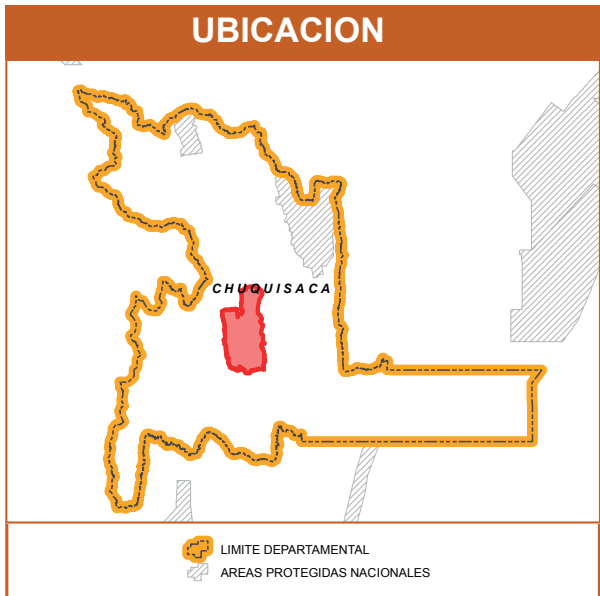 UBICACION
CHUQUISACA
LIMITE DEPARTAMENTAL
AREAS PROTEGIDAS NACIONALES